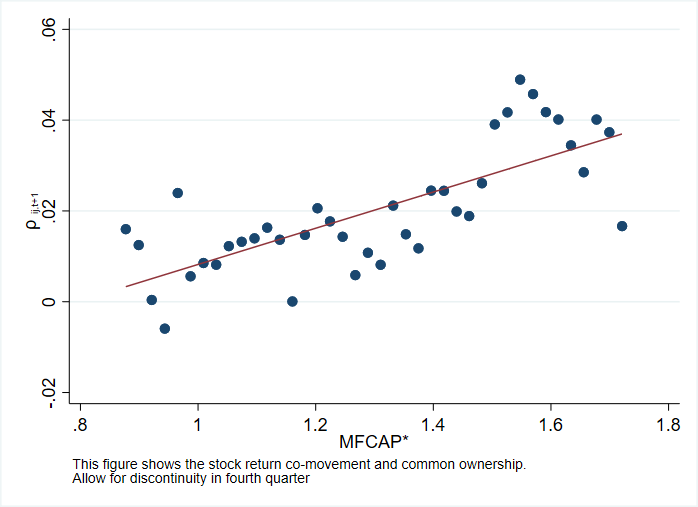 .06
.04
.02
0
-.02
ρ ij,t+1
.8 1 1.2 1.4 1.6 1.8
MFCAP*
This figure shows the stock return co-movement and common ownership.
Allow for discontinuity in fourth quarter